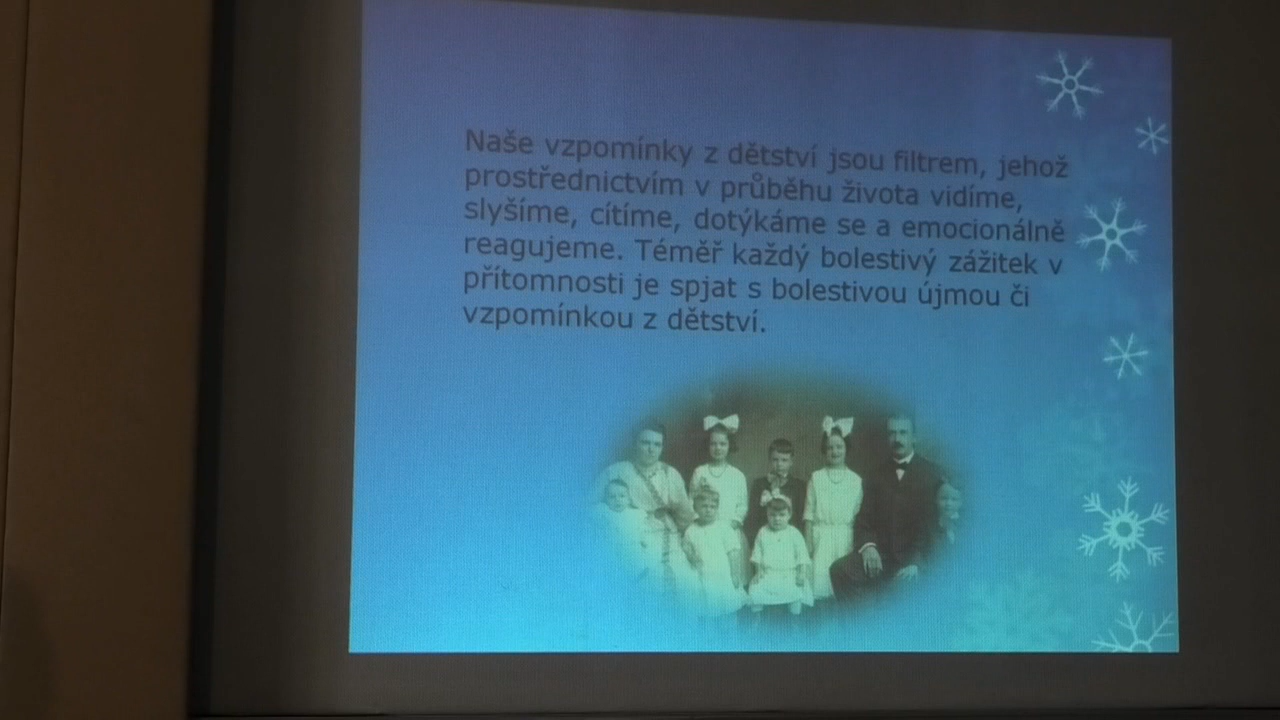 Naše vzpomínky z dětství jsou filtrem, jehož
prostřednictvím v průběhu života vidíme,
slyšíme, cítíme, dotýkáme se a emocionálně
reagujeme. Téměř každý bolestivý zážitek v
přítomnosti je spjat s bolestivou újmou či
vzpomínkou z dětství.